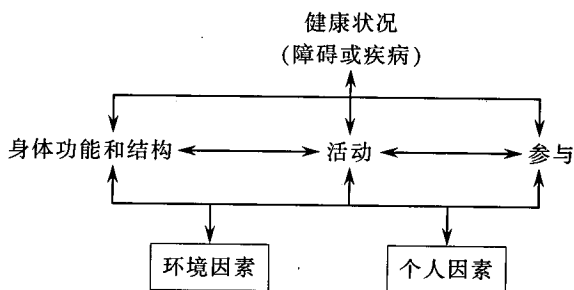 健康状况
(障碍或疾病)
身体功能和结构
活动
参与
环境因素
个人因素